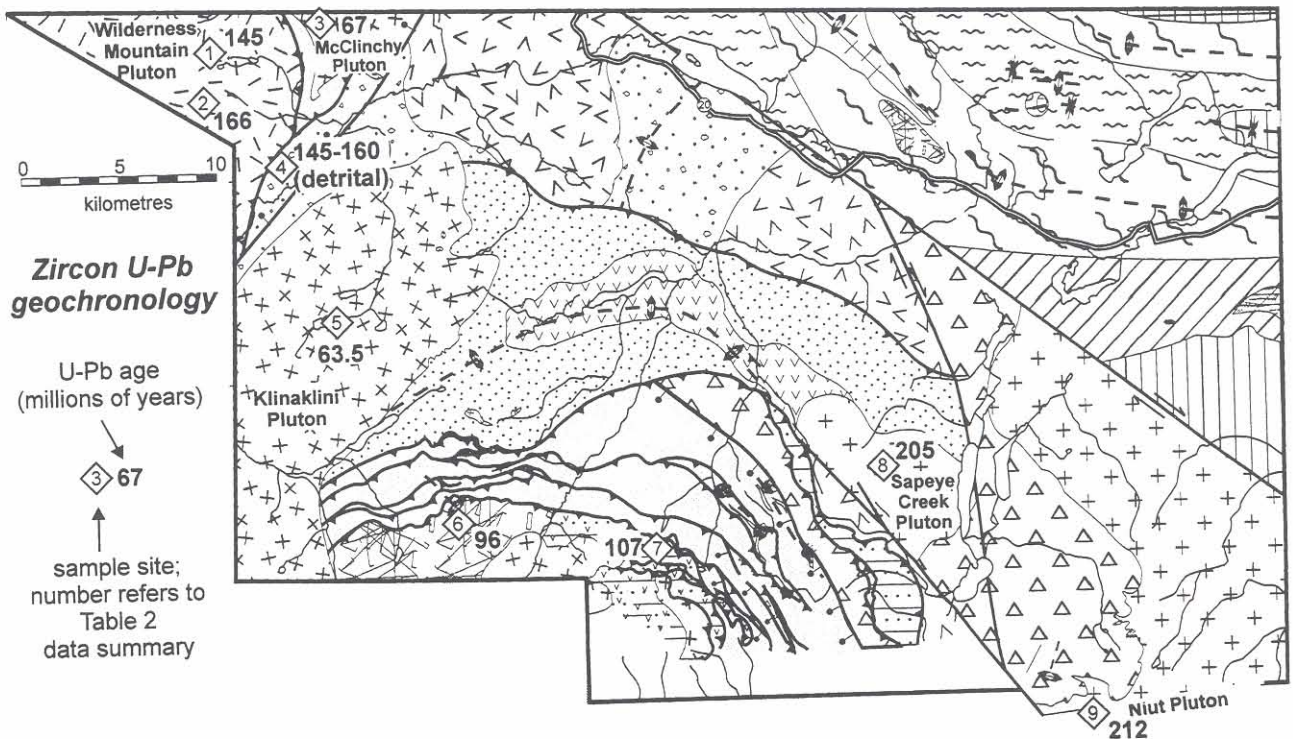 Wilderness
Mountain
Pluton
1
145
2
166
3
67
McClinchy
Pluton
4
145-160
(detrital)
20
0 5 10
kilometres
Zircon U-Pb
geochronology
U-Pb age
(millions of years)
3 67
sample site;
number refers to
Table 2
data summary
5
63.5
Klinaklini
Pluton
6
96
107 7
8
205
Sapeye
Creek
Pluton
9
212
Niut Pluton